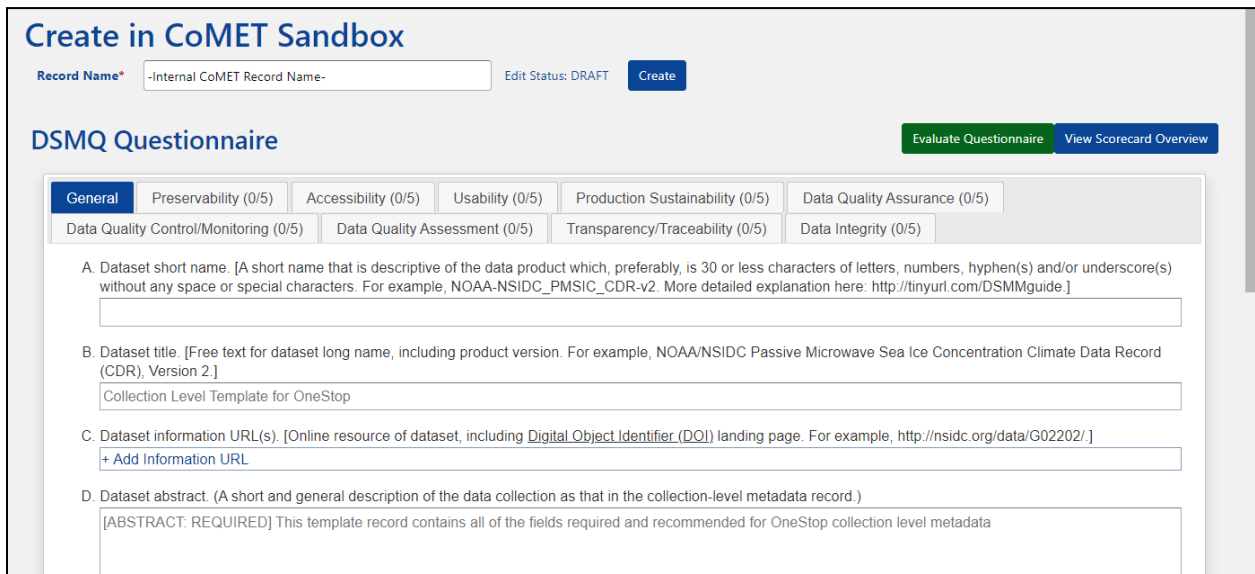 Create in CoMET Sandbox
Record Name* -Internal CoMET Record Name- Edit Status: DRAFT Create
DSMQ Questionnaire Evaluate Questionnaire View Scorecard Overview
General Preservability (0/5) Accessibility (0/5) Usability (0/5) Production Sustainability (0/5) Data Quality Assurance (0/5)
Data Quality Control/Monitoring (0/5) Data Quality Assessment (0/5) Transparency/Traceability (0/5) Data Integrity (0/5)
A. Dataset short name. [A short name that is descriptive of the data product which, preferably, is 30 or less characters of letters, numbers, hyphen(s) and/or underscore(s)
without any space or special characters. For example, NOAA-NSIDC_PMSIC_CDR-v2. More detailed explanation here: http://tinyurl.com/DSMMguide.]
B. Dataset title. [Free text for dataset long name, including product version. For example, NOAA/NSIDC Passive Microwave Sea Ice Concentration Climate Data Record
(CDR), Version 2.]
Collection Level Template for OneStop
C. Dataset information URL(s). [Online resource of dataset, including Digital Object Identifier (DOI) landing page. For example, http://nsidc.org/data/G02202/.]
+ Add Information URL
D. Dataset abstract. (A short and general description of the data collection as that in the collection-level metadata record.)
[ABSTRACT: REQUIRED] This template record contains all of the fields required and recommended for OneStop collection level metadata